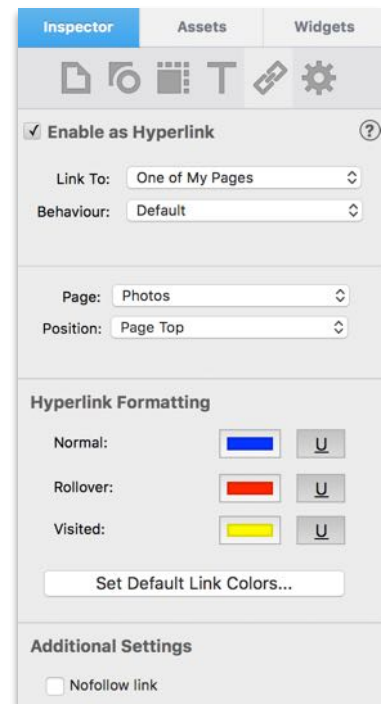 Inspector Assets Widgets
T
Enable as Hyperlink ?
Link To: One of My Pages
Behaviour: Default
Page: Photos
Position: Page Top
Hyperlink Formatting
Normal: U
Rollover: U
Visited: U
Set Default Link Colors...
Additional Settings
Nofollow link